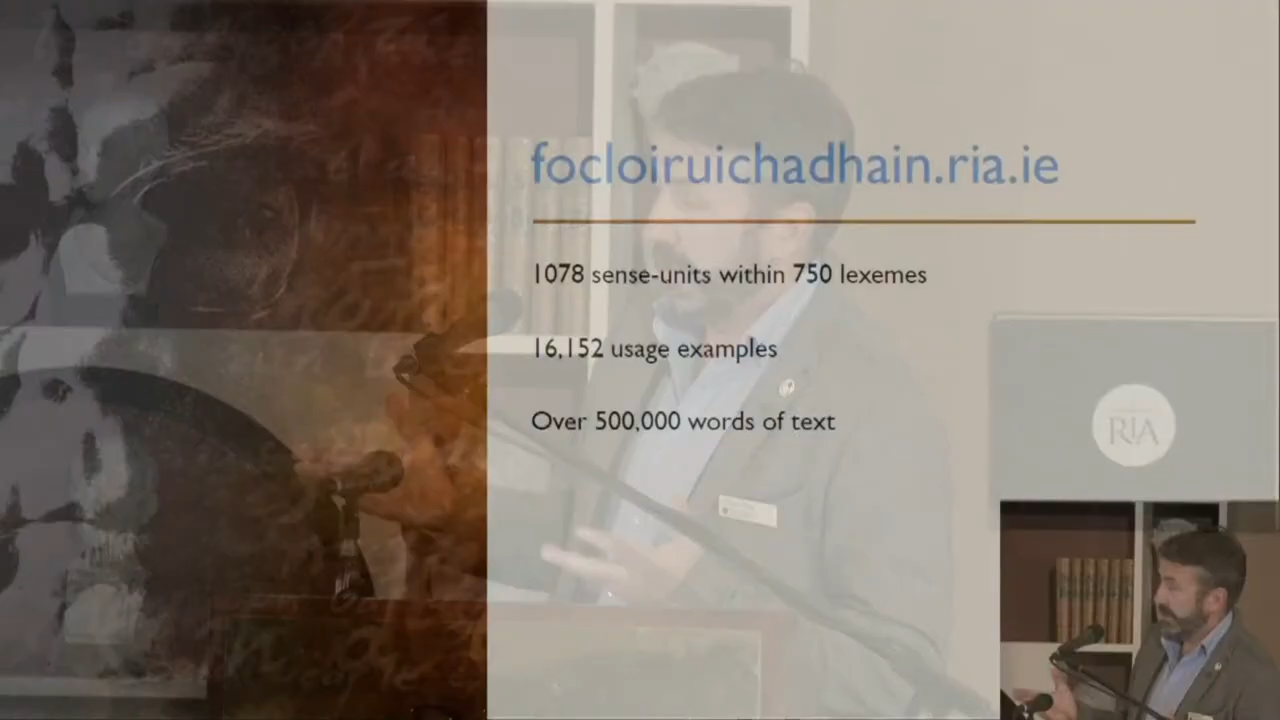 focloiruichadhain.ria.ie
1078 sense-units within 750 lexemes
16,152 usage examples
Over 500,000 words of text
RIA